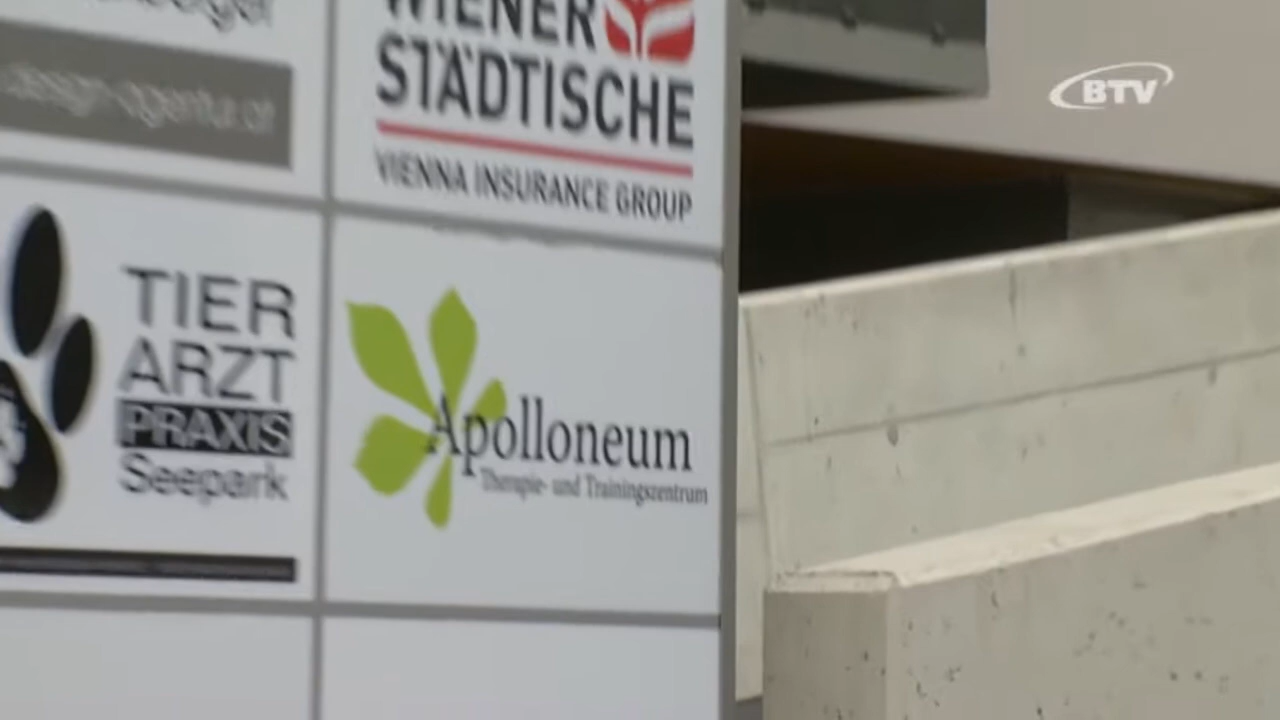 WIENER
STÄDTISCHE
VIENNA INSURANCE GROUP
BTV
TIER
ARZT
PRAXIS
Seepark
Apolloneum
Therapie- und Trainingszentrum